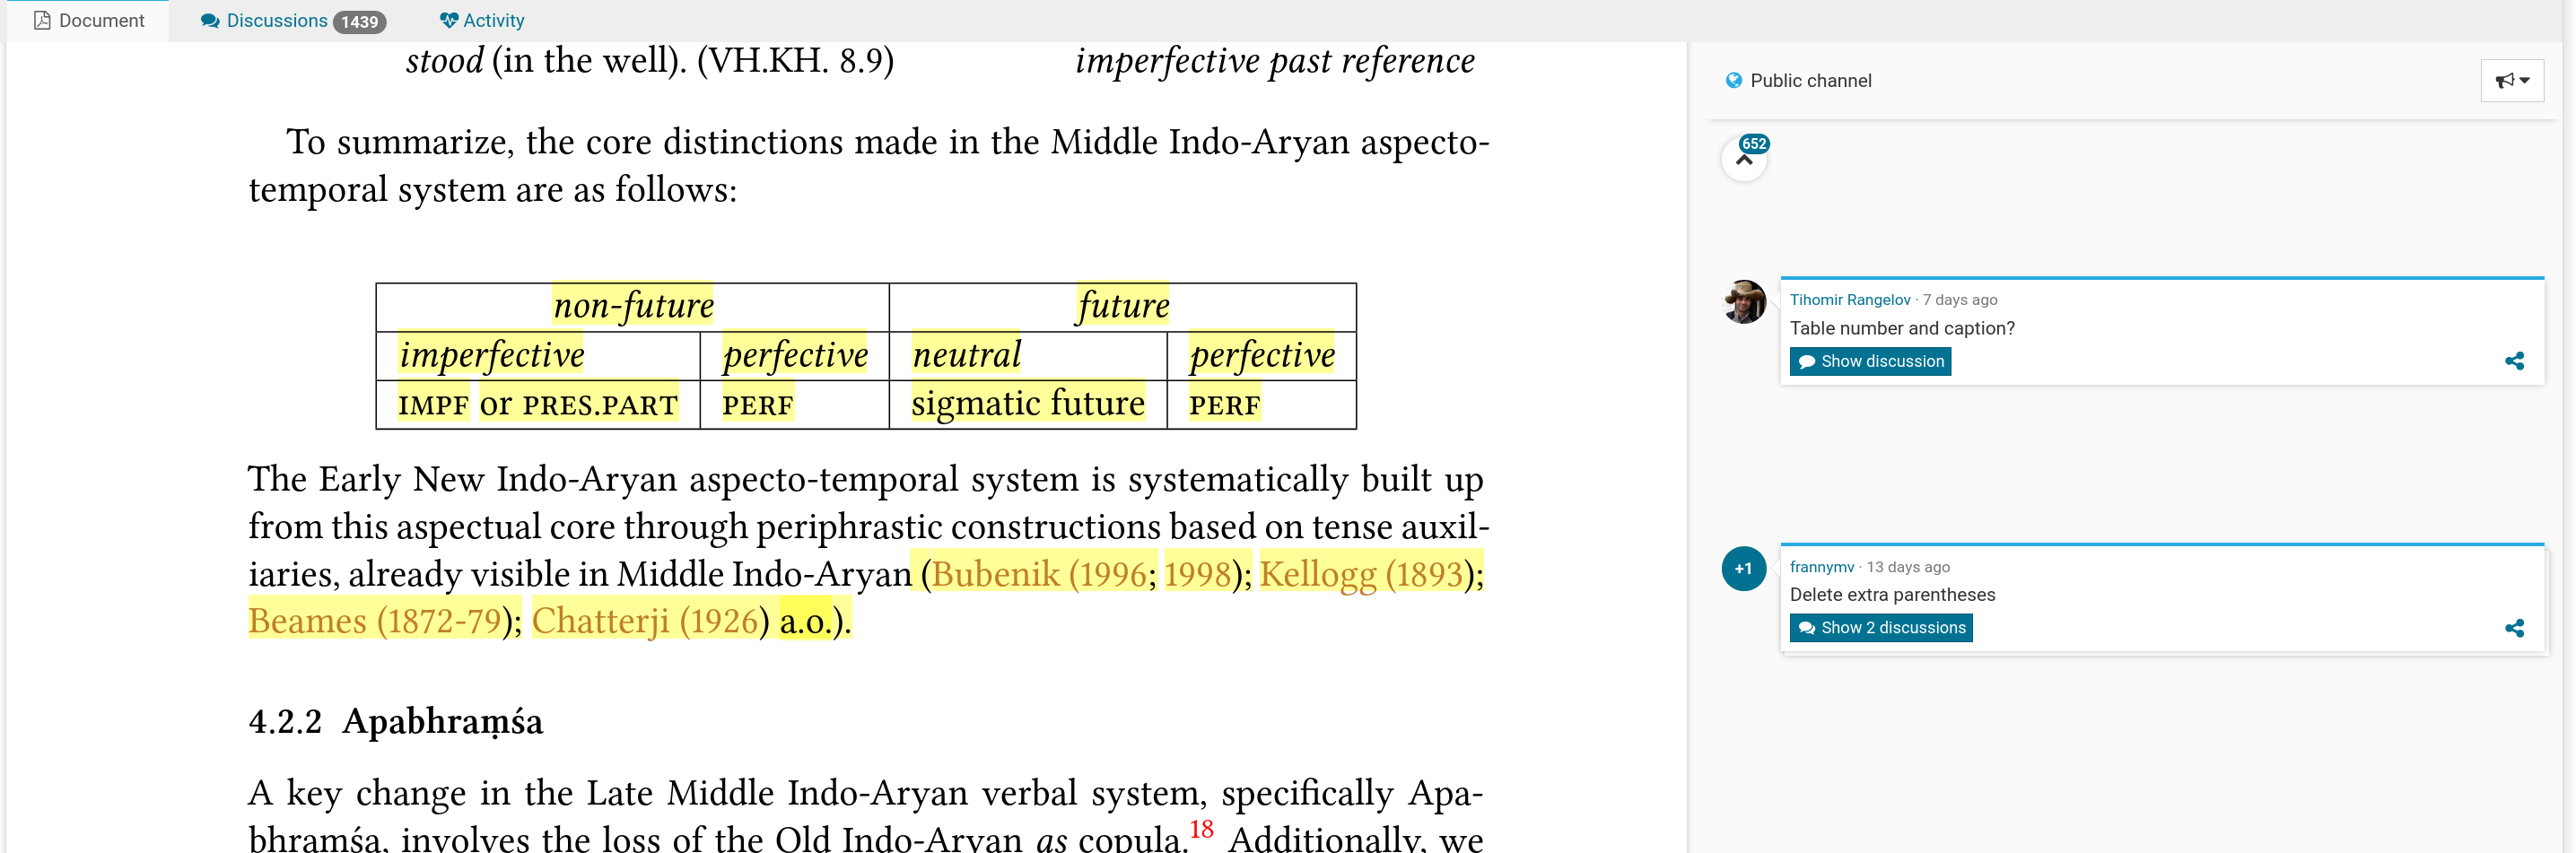 Document
Discussions 1439
Activity
stood (in the well). (VH.KH. 8.9)
imperfective past reference
To summarize, the core distinctions made in the Middle Indo-Aryan aspecto-
temporal system are as follows:
non-future future
imperfective perfective neutral perfective
IMPF or PRES.PART PERF sigmatic future PERF
The Early New Indo-Aryan aspecto-temporal system is systematically built up
from this aspectual core through periphrastic constructions based on tense auxil-
iaries, already visible in Middle Indo-Aryan (Bubenik (1996; 1998); Kellogg (1893);
Beames (1872-79); Chatterji (1926) a.o.).
4.2.2 Apabhraṃśa
A key change in the Late Middle Indo-Aryan verbal system, specifically Apa-
bhraṃśa, involves the loss of the Old Indo-Aryan as copula.18 Additionally, we
Public channel
652
Tihomir Rangelov · 7 days ago
Table number and caption?
Show discussion
+1
frannymv · 13 days ago
Delete extra parentheses
Show 2 discussions